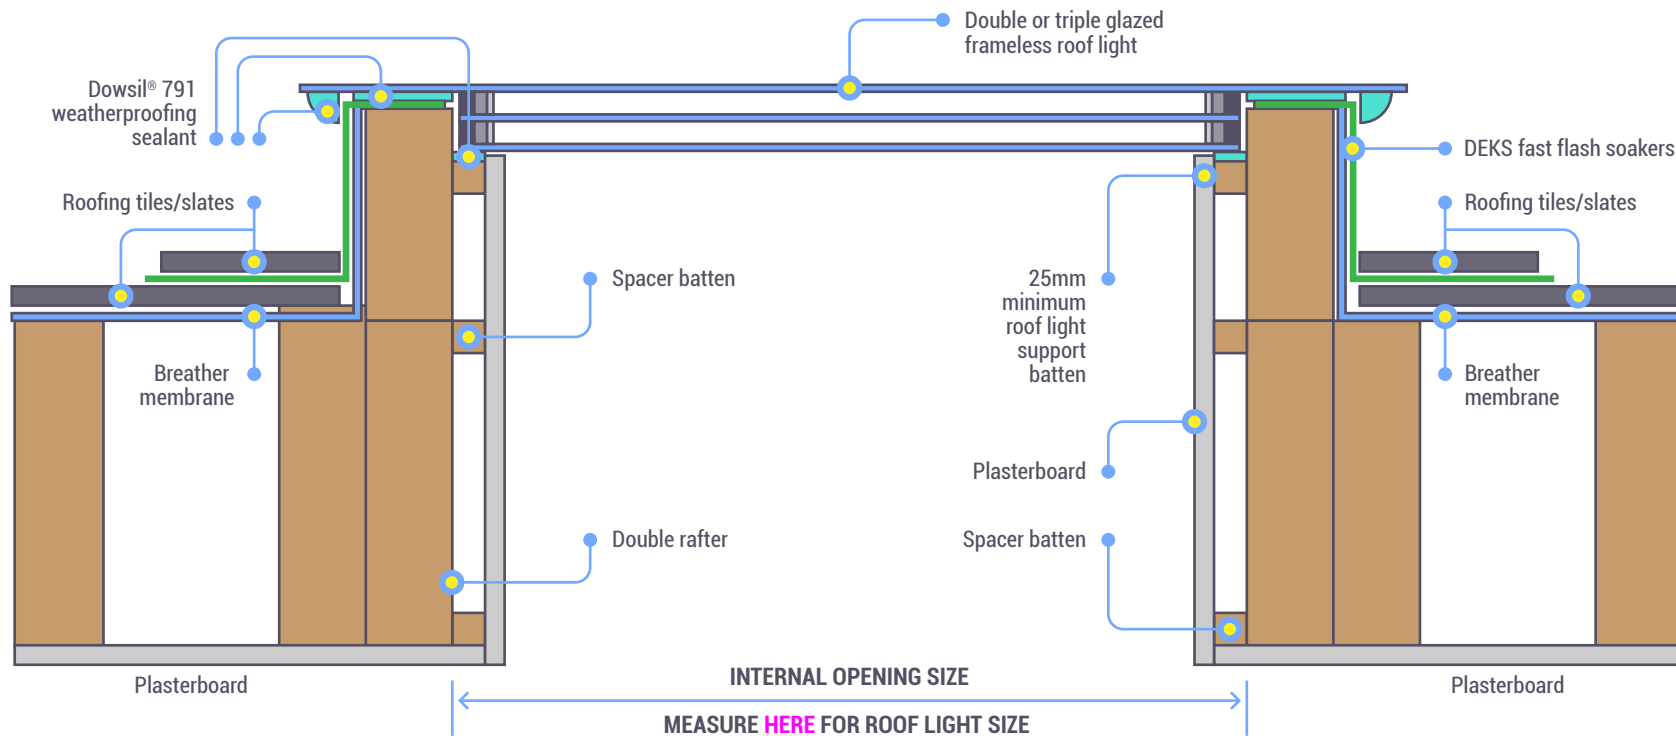 Double or triple glazed
frameless roof light
Dowsil® 791
weatherproofing
sealant
DEKS fast flash soakers
Roofing tiles/slates
Roofing tiles/slates
Spacer batten
25mm
minimum
roof light
support
batten
Breather
membrane
Breather
membrane
Plasterboard
Double rafter
Spacer batten
Plasterboard
INTERNAL OPENING SIZE
Plasterboard
MEASURE HERE FOR ROOF LIGHT SIZE